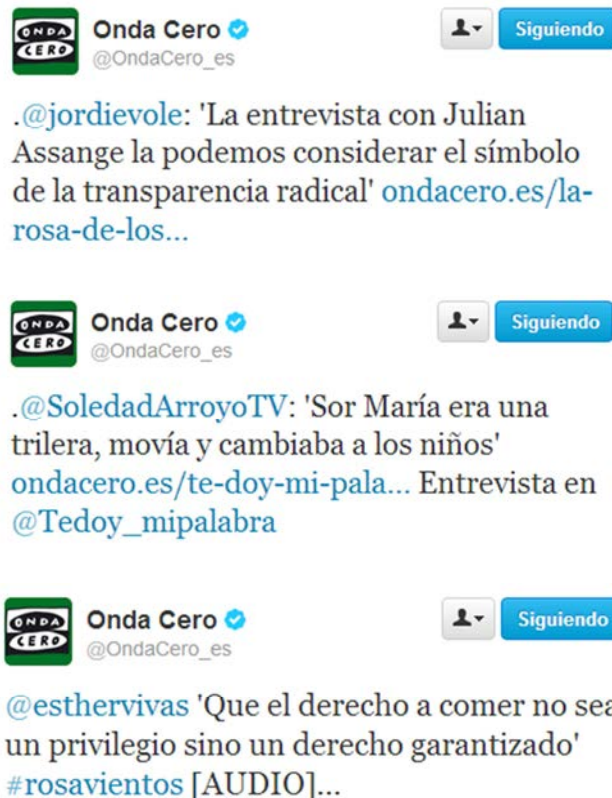 ONDA CERO
Onda Cero
@OndaCero_es
Siguiendo
.@jordievole: 'La entrevista con Julian
Assange la podemos considerar el símbolo
de la transparencia radical' ondacero.es/la-
rosa-de-los...
ONDA CERO
Onda Cero
@OndaCero_es
Siguiendo
.@SoledadArroyoTV: 'Sor María era una
trilera, movía y cambiaba a los niños'
ondacero.es/te-doy-mi-pala... Entrevista en
@Tedoy_mipalabra
ONDA CERO
Onda Cero
@OndaCero_es
Siguiendo
@esthervivas 'Que el derecho a comer no sea
un privilegio sino un derecho garantizado'
#rosavientos [AUDIO]...